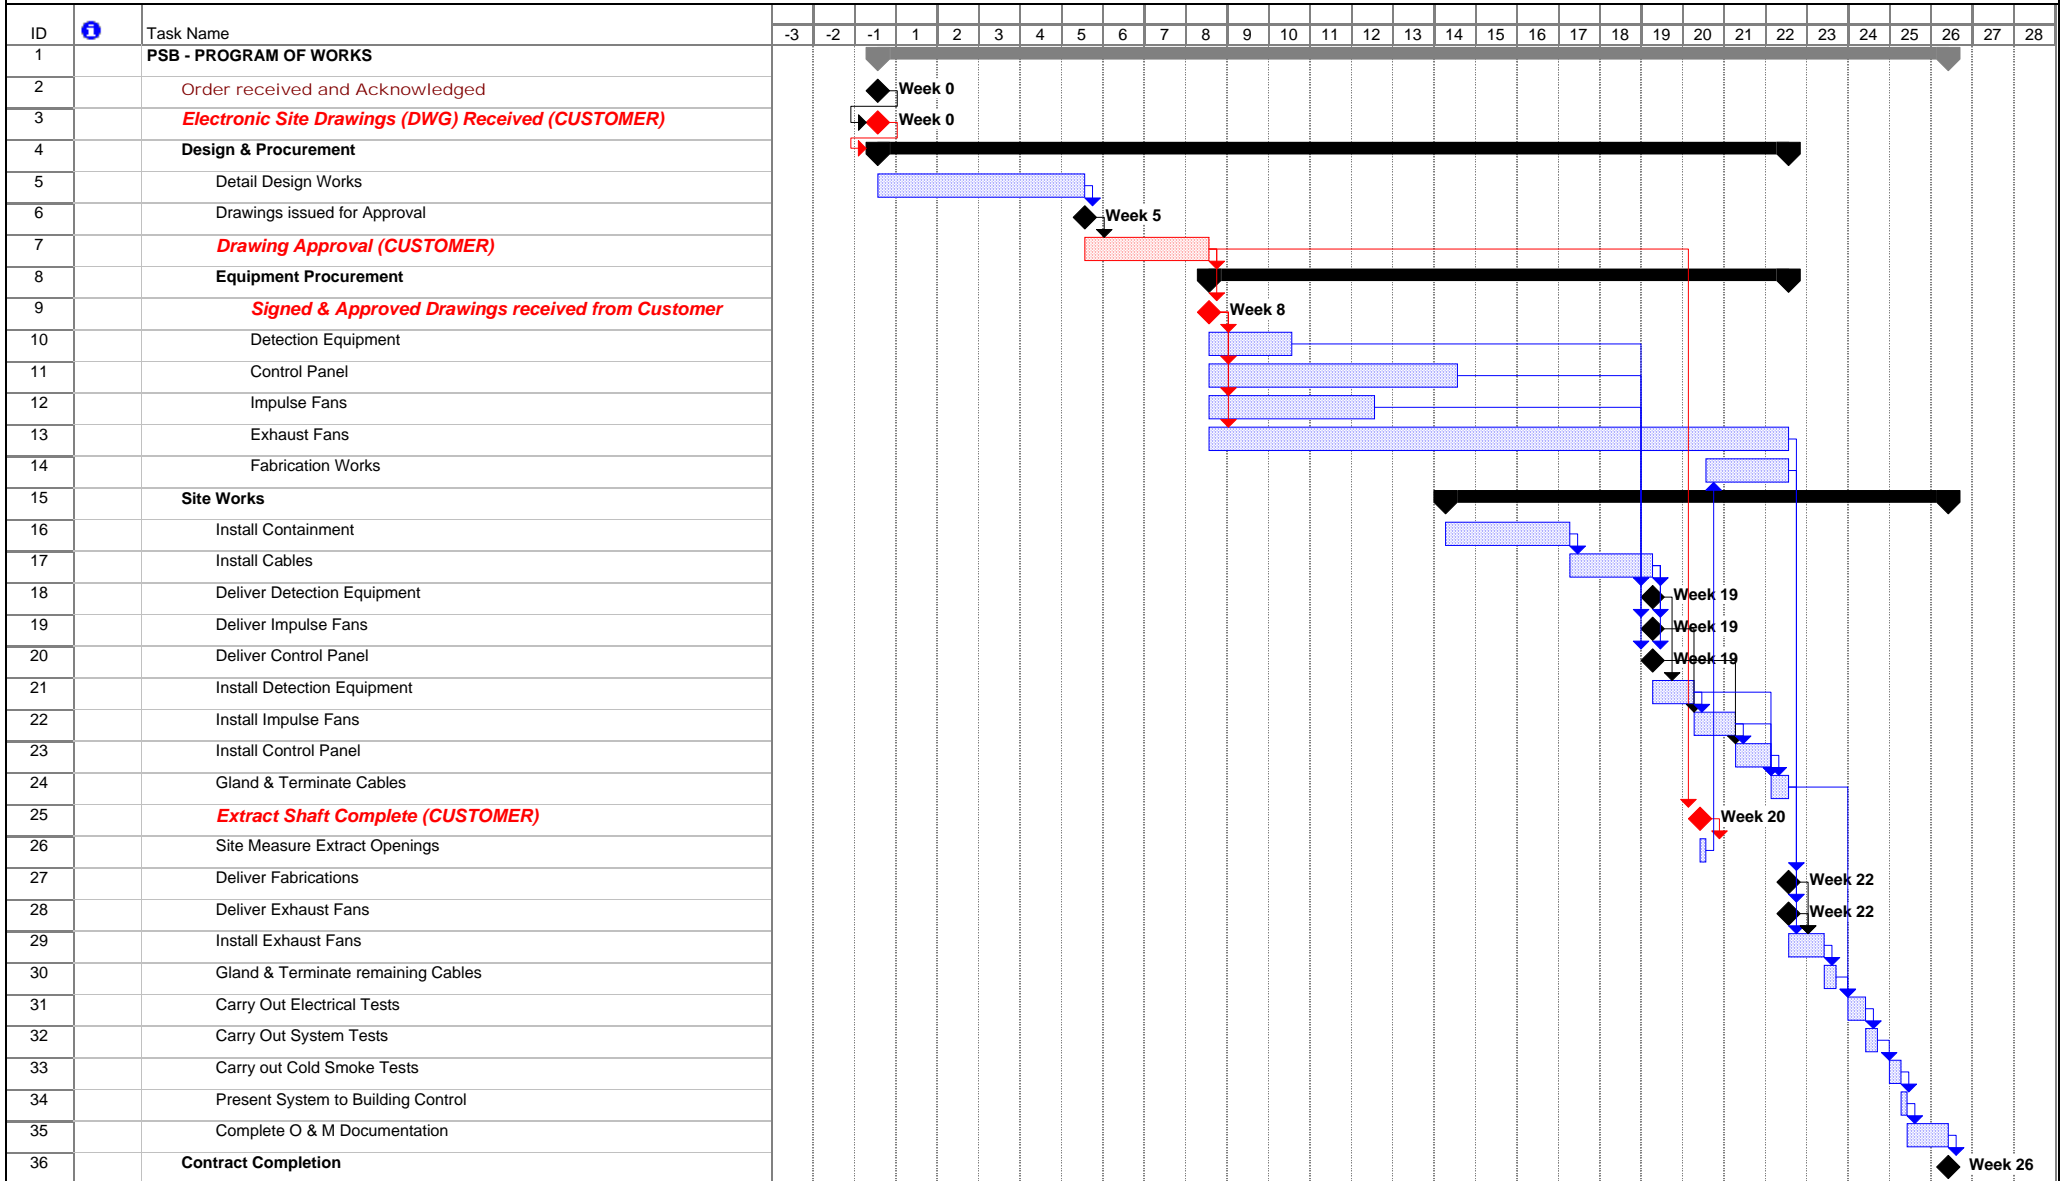 ID i Task Name -3 -2 -1 1 2 3 4 5 6 7 8 9 10 11 12 13 14 15 16 17 18 19 20 21 22 23 24 25 26 27 28
1 PSB - PROGRAM OF WORKS
2 Order received and Acknowledged Week 0
3 Electronic Site Drawings (DWG) Received (CUSTOMER) Week 0
4 Design & Procurement
5 Detail Design Works
6 Drawings issued for Approval Week 5
7 Drawing Approval (CUSTOMER)
8 Equipment Procurement
9 Signed & Approved Drawings received from Customer Week 8
10 Detection Equipment
11 Control Panel
12 Impulse Fans
13 Exhaust Fans
14 Fabrication Works
15 Site Works
16 Install Containment
17 Install Cables
18 Deliver Detection Equipment Week 19
19 Deliver Impulse Fans Week 19
20 Deliver Control Panel Week 19
21 Install Detection Equipment
22 Install Impulse Fans
23 Install Control Panel
24 Gland & Terminate Cables
25 Extract Shaft Complete (CUSTOMER) Week 20
26 Site Measure Extract Openings
27 Deliver Fabrications Week 22
28 Deliver Exhaust Fans Week 22
29 Install Exhaust Fans
30 Gland & Terminate remaining Cables
31 Carry Out Electrical Tests
32 Carry Out System Tests
33 Carry out Cold Smoke Tests
34 Present System to Building Control
35 Complete O & M Documentation
36 Contract Completion Week 26